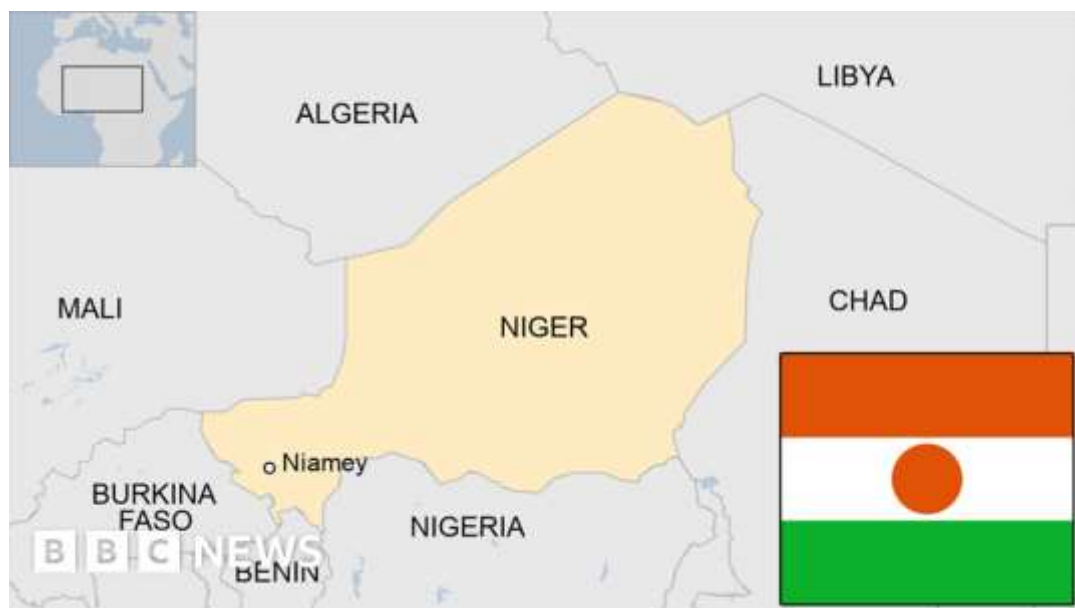 LIBYA
ALGERIA
MALI
NIGER
CHAD
Niamey
BURKINA
FASO
NIGERIA
BBC NEWS
BENIN